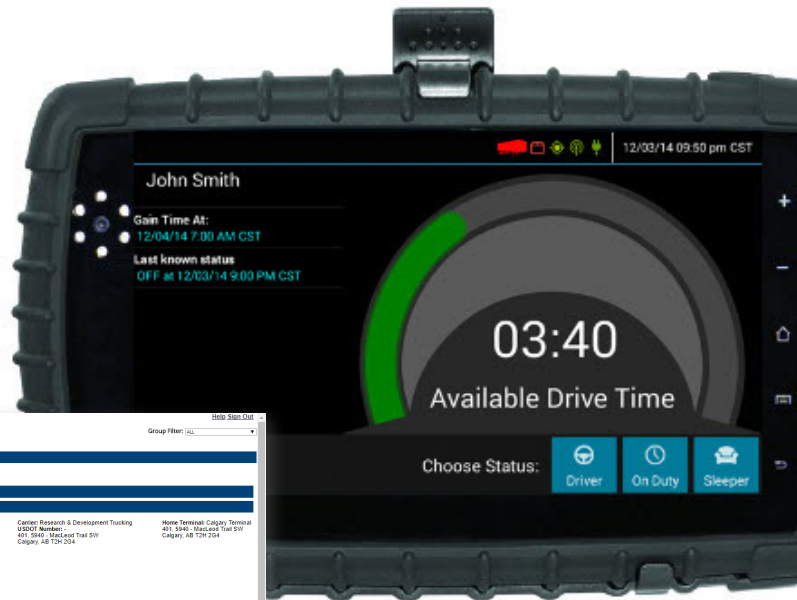 12/03/14 09:50 pm CST
John Smith
Gain Time At:
12/04/14 7:00 AM CST
Last known status
OFF at 12/03/14 9:00 PM CST
03:40
Available Drive Time
Choose Status:
Driver
On Duty
Sleeper
Help Sign Out
Group Filter: ALL
Carrier: Research & Development Trucking
USDOT Number: -
401, 5940 - MacLeod Trail SW
Calgary, AB T2H 2G4
Home Terminal: Calgary Terminal
401, 5940 - MacLeod Trail SW
Calgary, AB T2H 2G4